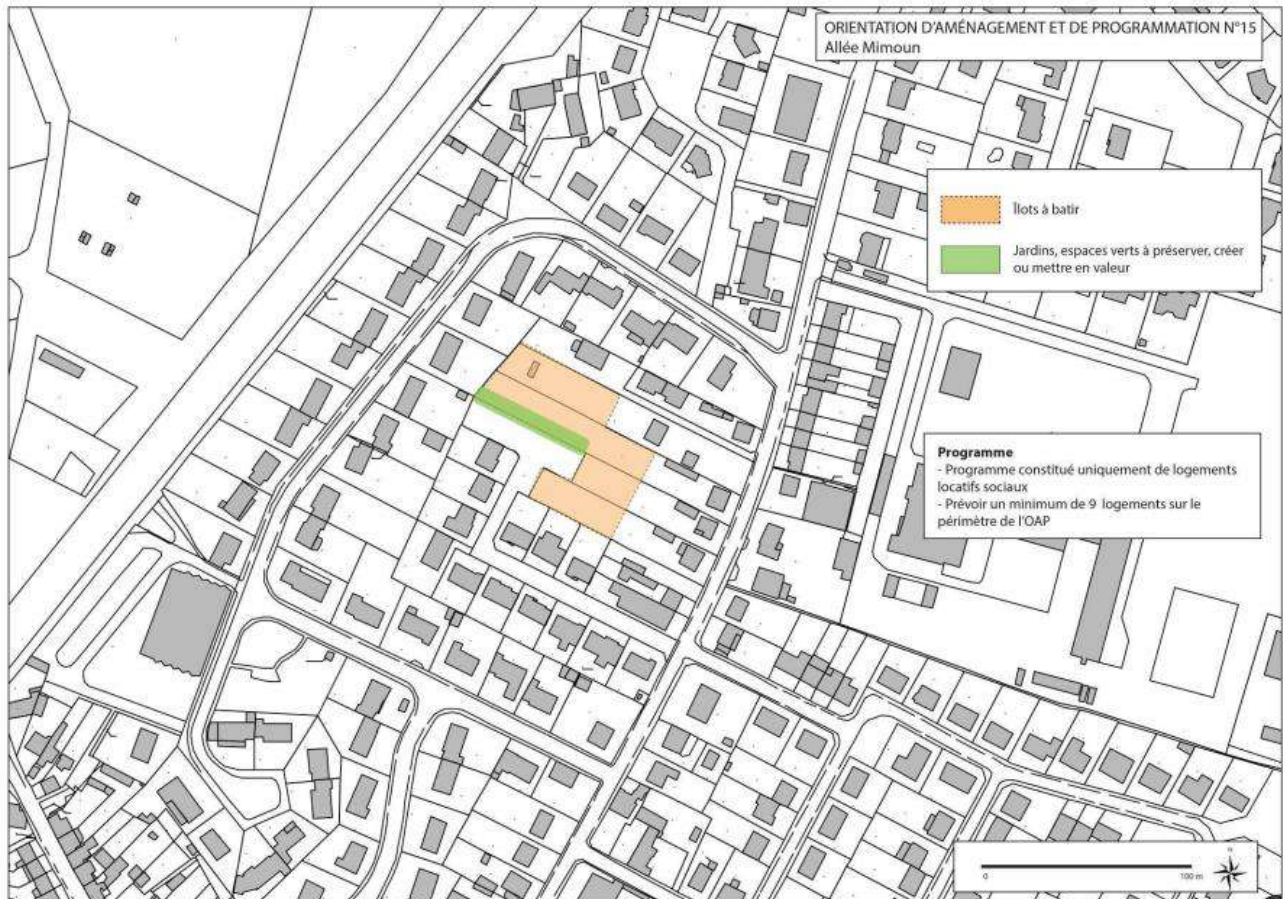 ORIENTATION D'AMÉNAGEMENT ET DE PROGRAMMATION N°15
Allée Mimoun
Îlots à batir
Jardins, espaces verts à préserver, créer
ou mettre en valeur
Programme
- Programme constitué uniquement de logements
locatifs sociaux
- Prévoir un minimum de 9 logements sur le
périmètre de l'OAP
0
100 m
N